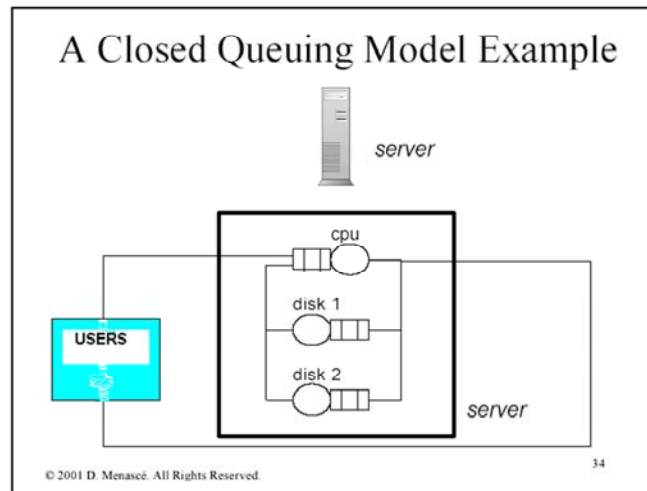 A Closed Queuing Model Example
server
cpu
disk 1
USERS
disk 2
server
© 2001 D. Menascé. All Rights Reserved.
34